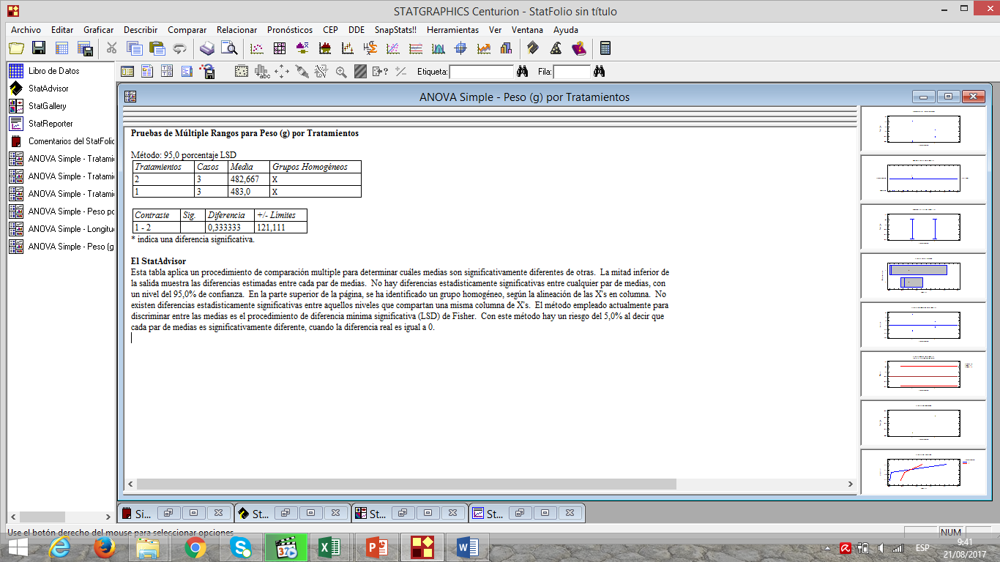 STATGRAPHICS Centurion - StatFolio sin título
Archivo Editar Graficar Describir Comparar Relacionar Pronósticos CEP DDE SnapStats!! Herramientas Ver Ventana Ayuda
Etiqueta: Fila:
Libro de Datos
StatAdvisor
StatGallery
StatReporter
Comentarios del StatFolio
ANOVA Simple - Tratami
ANOVA Simple - Tratami
ANOVA Simple - Tratami
ANOVA Simple - Peso po
ANOVA Simple - Longitu
ANOVA Simple - Peso (g
ANOVA Simple - Peso (g) por Tratamientos
Pruebas de Múltiple Rangos para Peso (g) por Tratamientos
Método: 95,0 porcentaje LSD
Tratamientos Casos Media Grupos Homogéneos
2 3 482,667 X
1 3 483,0 X
Contraste Sig. Diferencia +/- Límites
1 - 2 0,333333 121,111
* indica una diferencia significativa.
El StatAdvisor
Esta tabla aplica un procedimiento de comparación multiple para determinar cuáles medias son significativamente diferentes de otras. La mitad inferior de
la salida muestra las diferencias estimadas entre cada par de medias. No hay diferencias estadísticamente significativas entre cualquier par de medias, con
un nivel del 95,0% de confianza. En la parte superior de la página, se ha identificado un grupo homogéneo, según la alineación de las X's en columna. No
existen diferencias estadísticamente significativas entre aquellos niveles que compartan una misma columna de X's. El método empleado actualmente para
discriminar entre las medias es el procedimiento de diferencia mínima significativa (LSD) de Fisher. Con este método hay un riesgo del 5,0% al decir que
cada par de medias es significativamente diferente, cuando la diferencia real es igual a 0.
Si... St... St... St...
Use el botón derecho del mouse para seleccionar opciones
NUM
ESP
9:41
21/08/2017